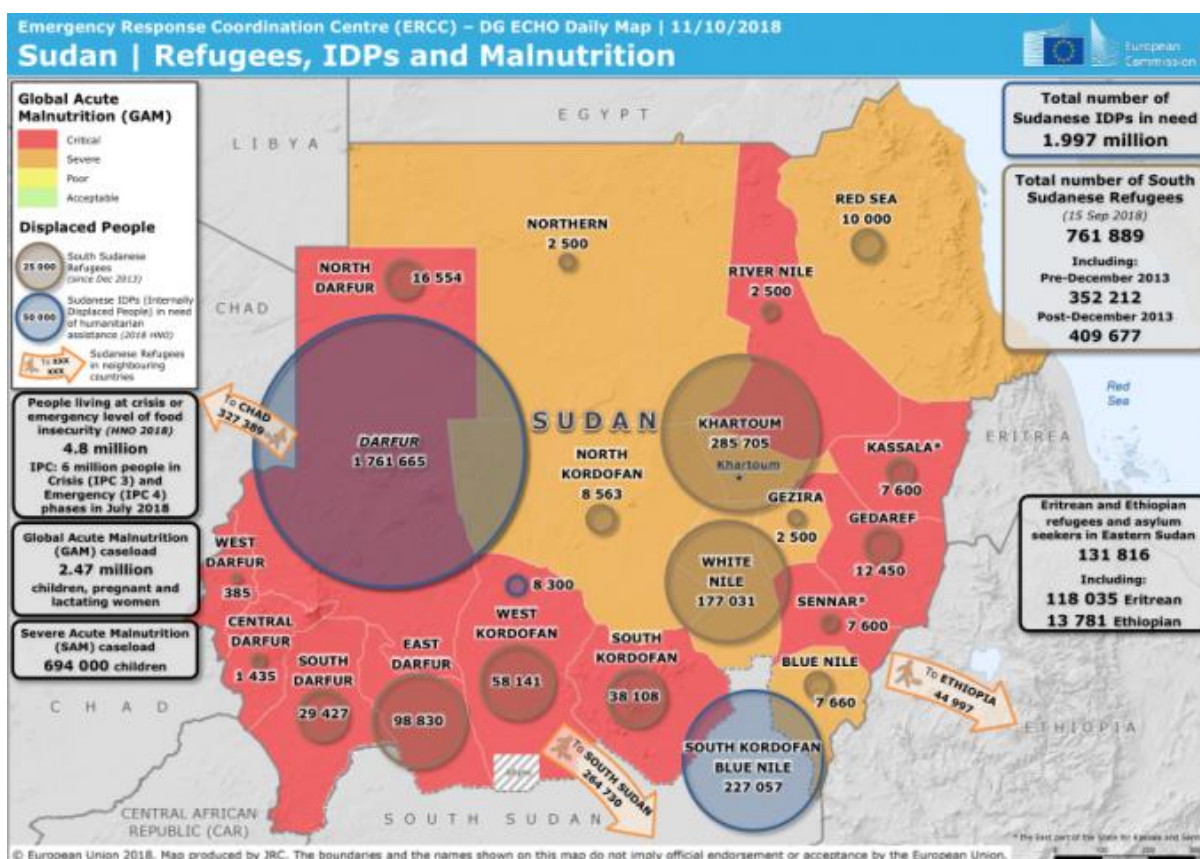 Emergency Response Coordination Centre (ERCC) – DG ECHO Daily Map | 11/10/2018
Sudan | Refugees, IDPs and Malnutrition
European
Commission
Global Acute
Malnutrition (GAM)
Critical
Severe
Poor
Acceptable
Displaced People
25 000
South Sudanese
Refugees
(since Dec 2013)
50 000
Sudanese IDPs (Internally
Displaced People) in need
of humanitarian
assistance (2018 HNO)
To XXX
XXX
Sudanese Refugees
in neighbouring
countries
People living at crisis or
emergency level of food
insecurity (HNO 2018)
4.8 million
IPC: 6 million people in
Crisis (IPC 3) and
Emergency (IPC 4)
phases in July 2018
Global Acute Malnutrition
(GAM) caseload
2.47 million
children, pregnant and
lactating women
Severe Acute Malnutrition
(SAM) caseload
694 000 children
Total number of
Sudanese IDPs in need
1.997 million
Total number of South
Sudanese Refugees
(15 Sep 2018)
761 889
Including:
Pre-December 2013
352 212
Post-December 2013
409 677
Eritrean and Ethiopian
refugees and asylum
seekers in Eastern Sudan
131 816
Including:
118 035 Eritrean
13 781 Ethiopian
EGYPT
LIBYA
CHAD
Red
Sea
ERITREA
ETHIOPIA
CHAD
CENTRAL AFRICAN
REPUBLIC (CAR)
SOUTH SUDAN
SUDAN
NORTHERN
2 500
RED SEA
10 000
RIVER NILE
2 500
NORTH
DARFUR
16 554
To CHAD
327 389
DARFUR
1 761 665
KHARTOUM
285 705
Khartoum
NORTH
KORDOFAN
8 563
KASSALA*
7 600
GEZIRA
2 500
GEDAREF
12 450
WHITE
NILE
177 031
SENNAR*
7 600
WEST
DARFUR
385
8 300
WEST
KORDOFAN
58 141
CENTRAL
DARFUR
1 435
SOUTH
DARFUR
29 427
EAST
DARFUR
98 830
SOUTH
KORDOFAN
38 108
BLUE NILE
7 660
To ETHIOPIA
44 997
SOUTH KORDOFAN
BLUE NILE
227 057
To SOUTH SUDAN
264 730
* the East part of the State for Kassala and
© European Union 2018. Map produced by JRC. The boundaries and the names shown on this map do not imply official endorsement or acceptance by the European Union.